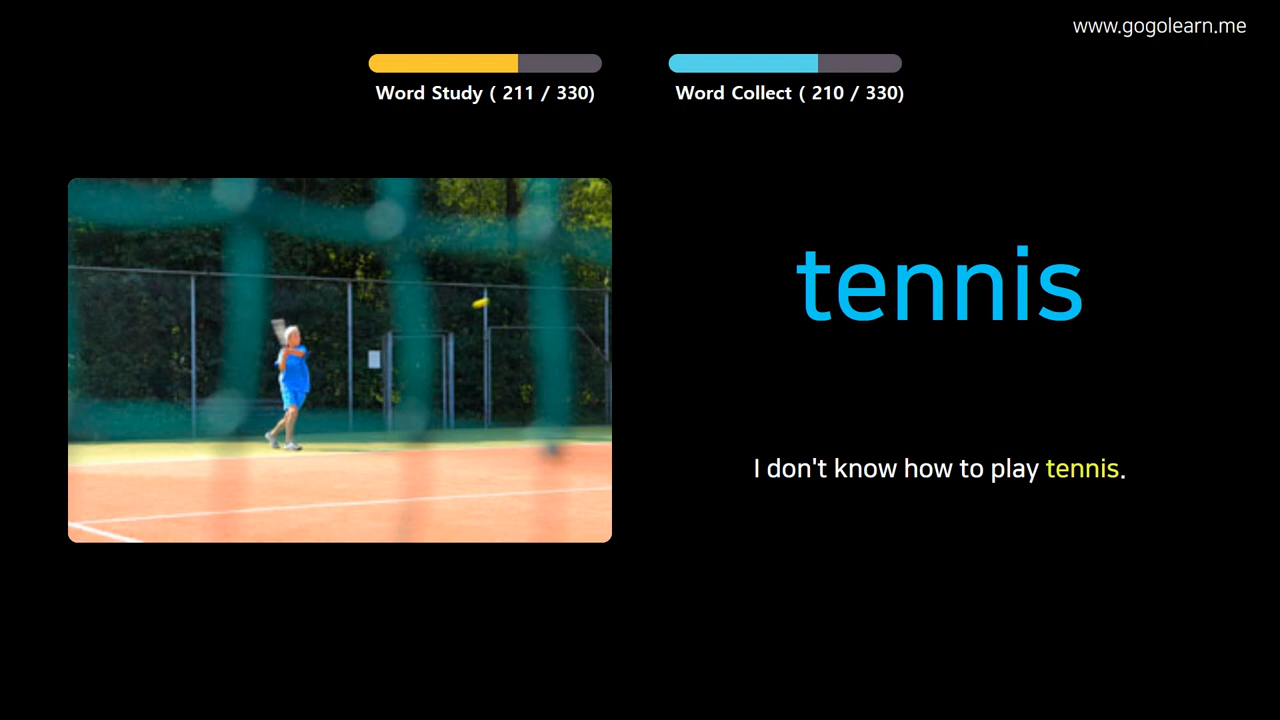 www.gogolearn.me
Word Study ( 211 / 330)
Word Collect ( 210 / 330)
tennis
I don't know how to play tennis.